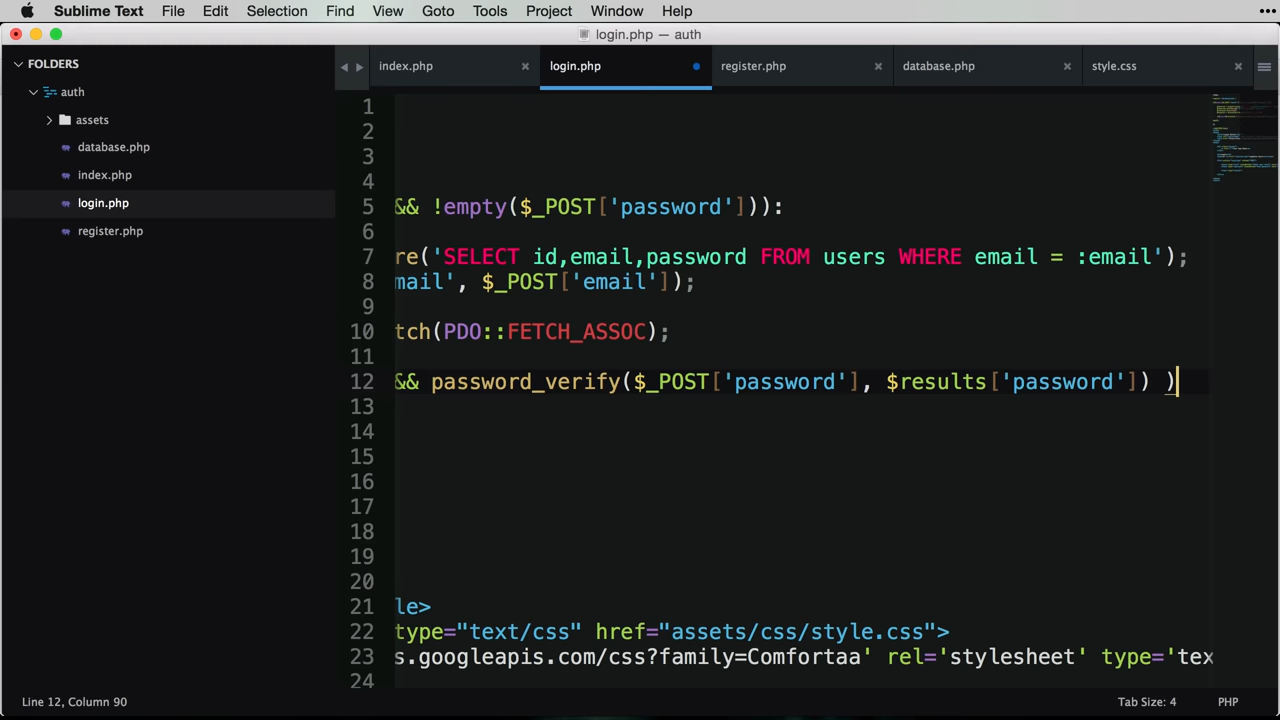 Sublime Text File Edit Selection Find View Goto Tools Project Window Help
login.php — auth
FOLDERS
auth
assets
database.php
index.php
login.php
register.php
index.php login.php register.php database.php style.css
1
2
3
4
5 && !empty($_POST['password'])):
6
7 re('SELECT id,email,password FROM users WHERE email = :email');
8 mail', $_POST['email']);
9
10 tch(PDO::FETCH_ASSOC);
11
12 && password_verify($_POST['password'], $results['password']) )
13
14
15
16
17
18
19
20
21 le>
22 type="text/css" href="assets/css/style.css">
23 s.googleapis.com/css?family=Comfortaa' rel='stylesheet' type='tex
24
Line 12, Column 90 Tab Size: 4 PHP